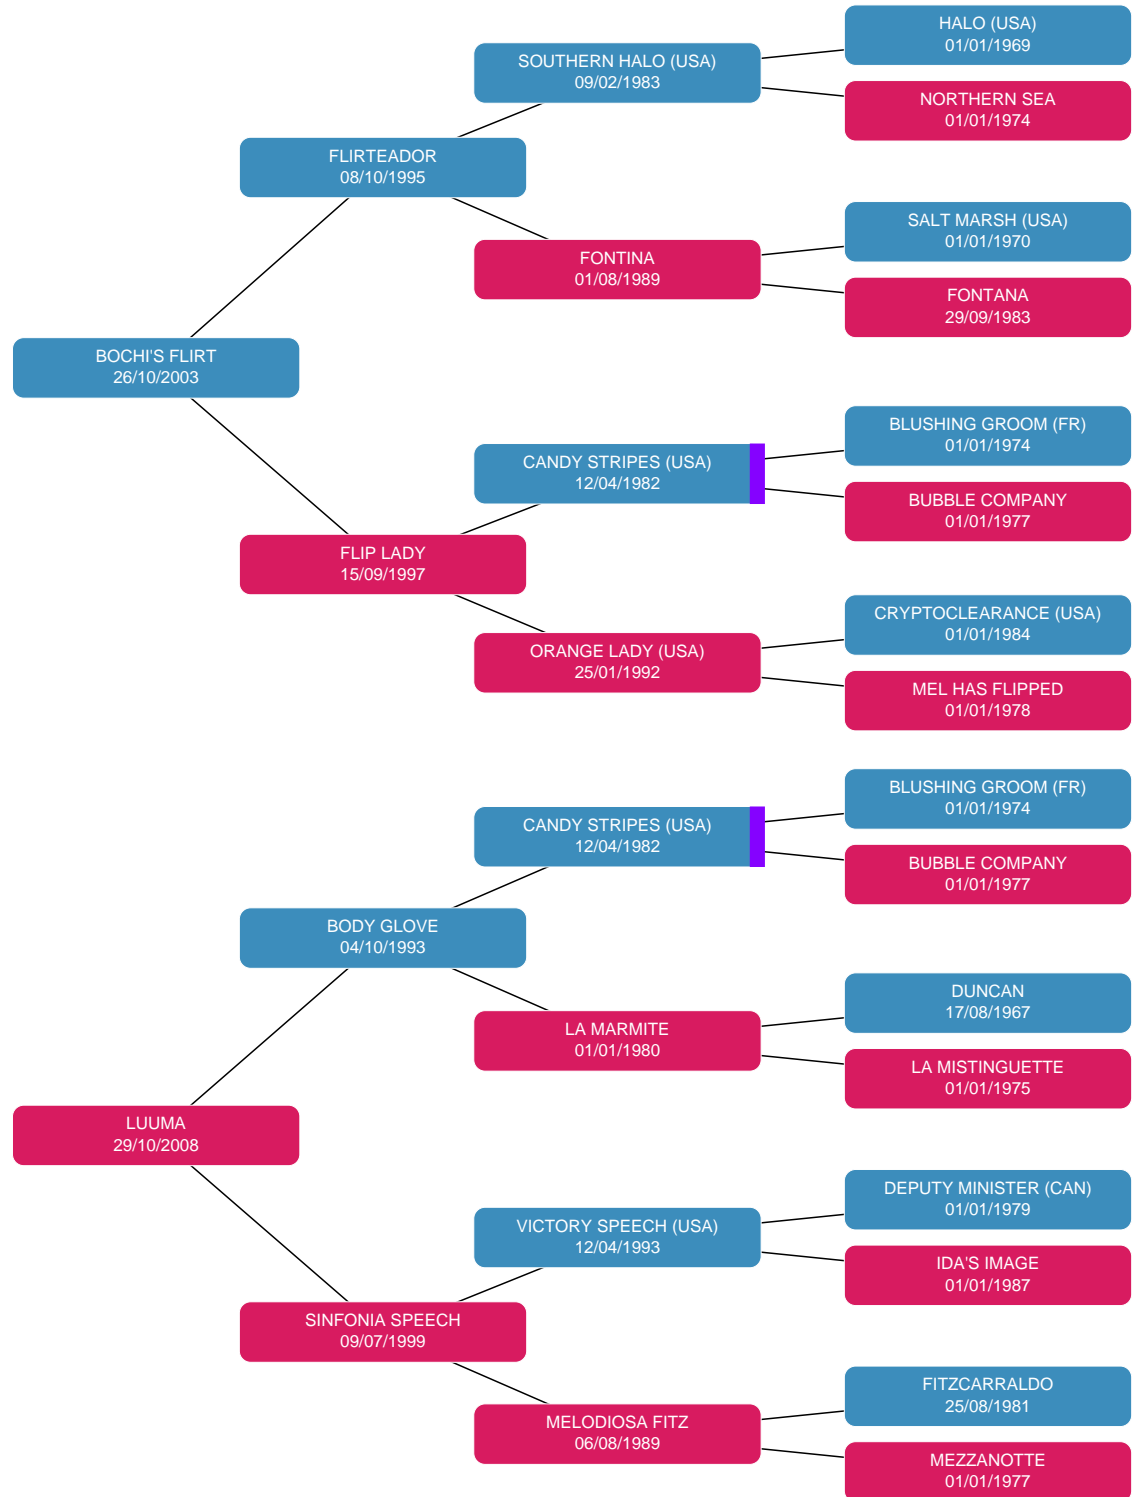 HALO (USA)
01/01/1969
SOUTHERN HALO (USA)
09/02/1983
NORTHERN SEA
01/01/1974
FLIRTEADOR
08/10/1995
SALT MARSH (USA)
01/01/1970
FONTINA
01/08/1989
FONTANA
29/09/1983
BOCHI'S FLIRT
26/10/2003
BLUSHING GROOM (FR)
01/01/1974
CANDY STRIPES (USA)
12/04/1982
BUBBLE COMPANY
01/01/1977
FLIP LADY
15/09/1997
CRYPTOCLEARANCE (USA)
01/01/1984
ORANGE LADY (USA)
25/01/1992
MEL HAS FLIPPED
01/01/1978
BLUSHING GROOM (FR)
01/01/1974
CANDY STRIPES (USA)
12/04/1982
BUBBLE COMPANY
01/01/1977
BODY GLOVE
04/10/1993
DUNCAN
17/08/1967
LA MARMITE
01/01/1980
LA MISTINGUETTE
01/01/1975
LUUMA
29/10/2008
DEPUTY MINISTER (CAN)
01/01/1979
VICTORY SPEECH (USA)
12/04/1993
IDA'S IMAGE
01/01/1987
SINFONIA SPEECH
09/07/1999
FITZCARRALDO
25/08/1981
MELODIOSA FITZ
06/08/1989
MEZZANOTTE
01/01/1977